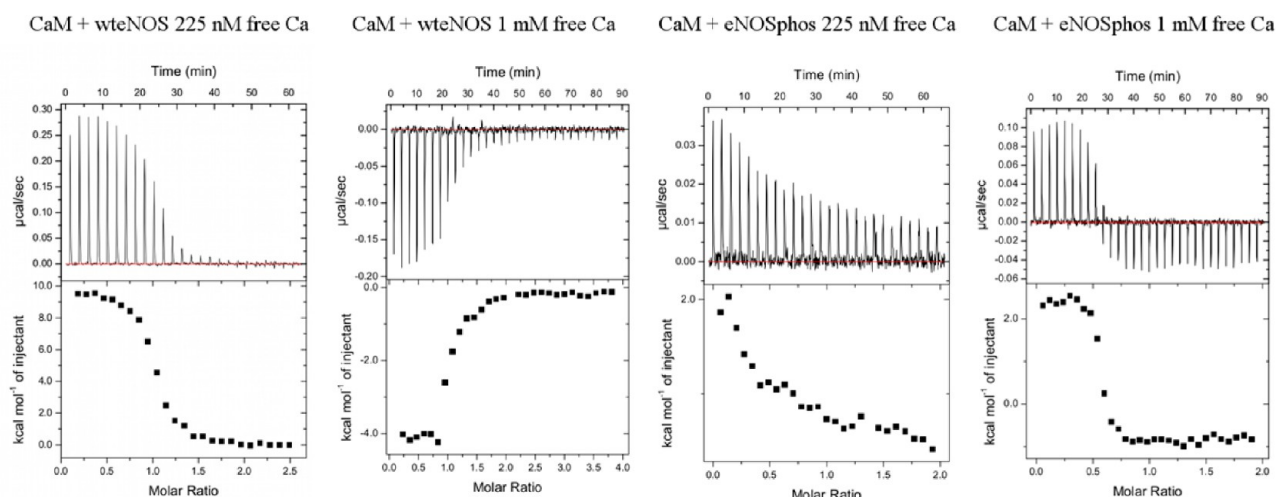 CaM + wteNOS 225 nM free Ca
Time (min)
0 10 20 30 40 50 60
0.30
0.25
0.20
0.15
0.10
0.05
0.00
µcal/sec
10.0
8.0
6.0
4.0
2.0
0.0
kcal mol⁻¹ of injectant
0.0 0.5 1.0 1.5 2.0 2.5
Molar Ratio
CaM + wteNOS 1 mM free Ca
Time (min)
0 10 20 30 40 50 60 70 80 90
0.00
-0.05
-0.10
-0.15
-0.20
µcal/sec
0.0
-2.0
-4.0
kcal mol⁻¹ of injectant
0.0 0.5 1.0 1.5 2.0 2.5 3.0 3.5 4.0
Molar Ratio
CaM + eNOSphos 225 nM free Ca
Time (min)
0 10 20 30 40 50 60
0.03
0.02
0.01
0.00
µcal/sec
2.0
kcal mol⁻¹ of injectant
0.0 0.5 1.0 1.5 2.0
Molar Ratio
CaM + eNOSphos 1 mM free Ca
Time (min)
0 10 20 30 40 50 60 70 80 90
0.10
0.08
0.06
0.04
0.02
0.00
-0.02
-0.04
-0.06
µcal/sec
2.0
0.0
kcal mol⁻¹ of injectant
0.0 0.5 1.0 1.5 2.0
Molar Ratio